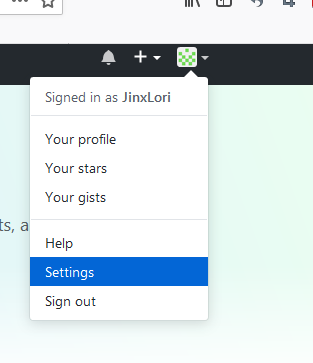 Signed in as JinxLori
Your profile
Your stars
ts, a
Your gists
Help
Settings
Sign out